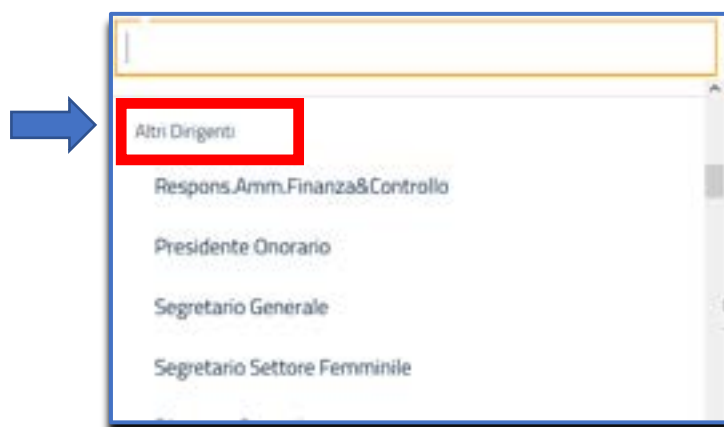 Altri Dirigenti
Respons.Amm.Finanza&Controllo
Presidente Onorario
Segretario Generale
Segretario Settore Femminile